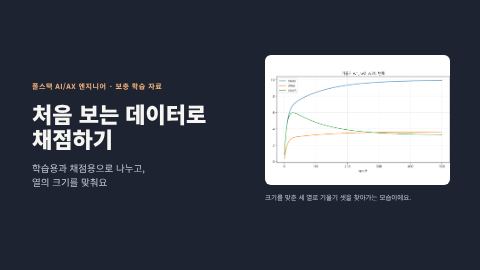 풀스택 AI/AX 엔지니어 · 보충 학습 자료
처음 보는 데이터로
채점하기
학습용과 채점용으로 나누고,
열의 크기를 맞춰요
크기를 맞춘 세 열로 기울기 셋을 찾아가는 모습이에요.